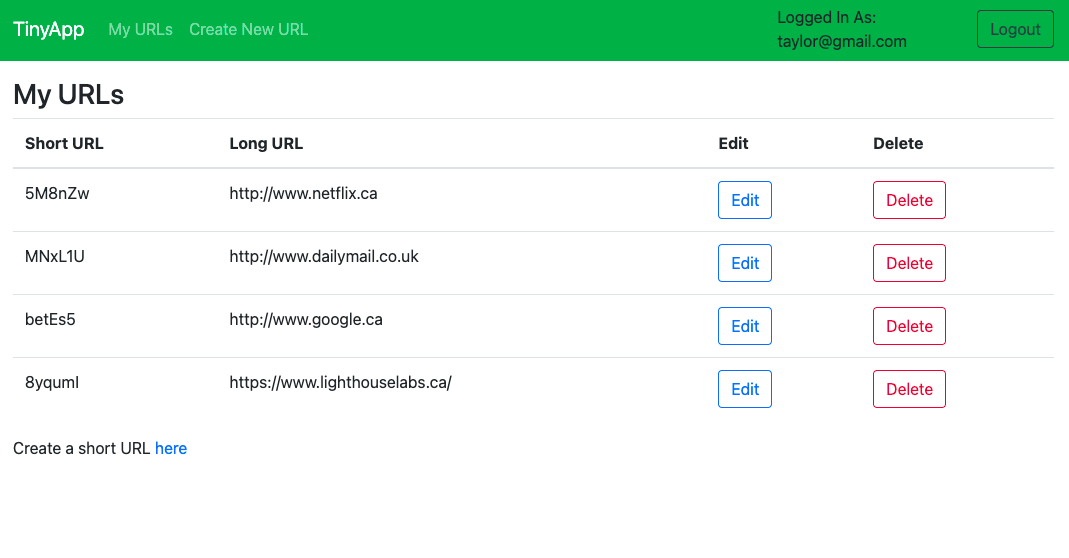 TinyApp My URLs Create New URL Logged In As: Logout
taylor@gmail.com
My URLs
Short URL Long URL Edit Delete
5M8nZw http://www.netflix.ca Edit Delete
MNxL1U http://www.dailymail.co.uk Edit Delete
betEs5 http://www.google.ca Edit Delete
8yqumI https://www.lighthouselabs.ca/ Edit Delete
Create a short URL here